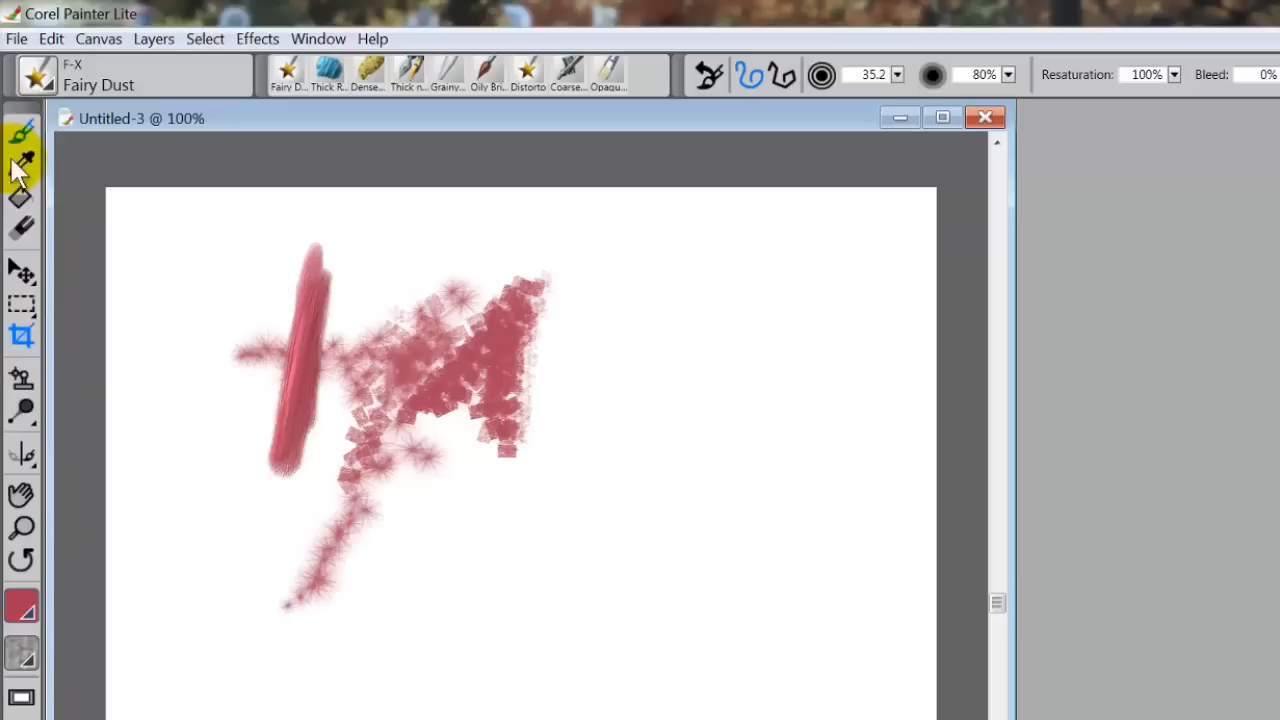 Corel Painter Lite
File Edit Canvas Layers Select Effects Window Help
F-X
Fairy Dust
Fairy D... Thick R... Dense... Thick n... Grainy... Oily Bri... Distorto Coarse... Opaqu...
35.2 80% Resaturation: 100% Bleed: 0%
Untitled-3 @ 100%